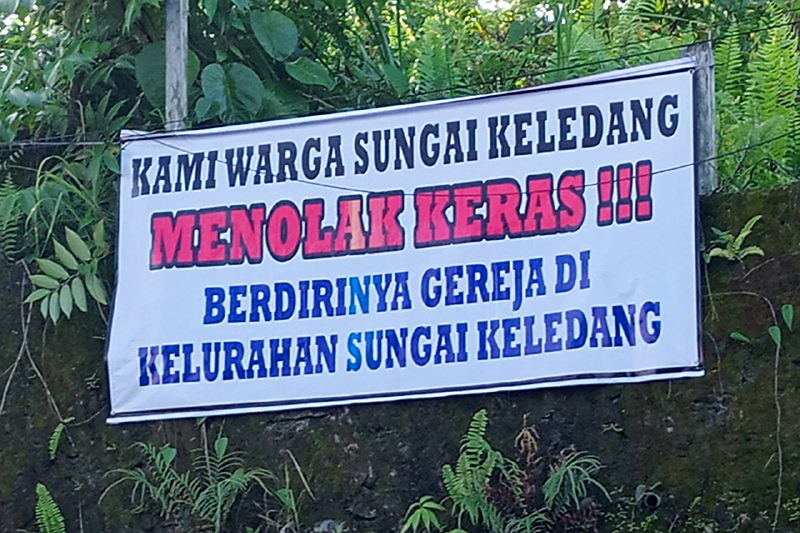 KAMI WARGA SUNGAI KELEDANG
MENOLAK KERAS !!!
BERDIRINYA GEREJA DI
KELURAHAN SUNGAI KELEDANG